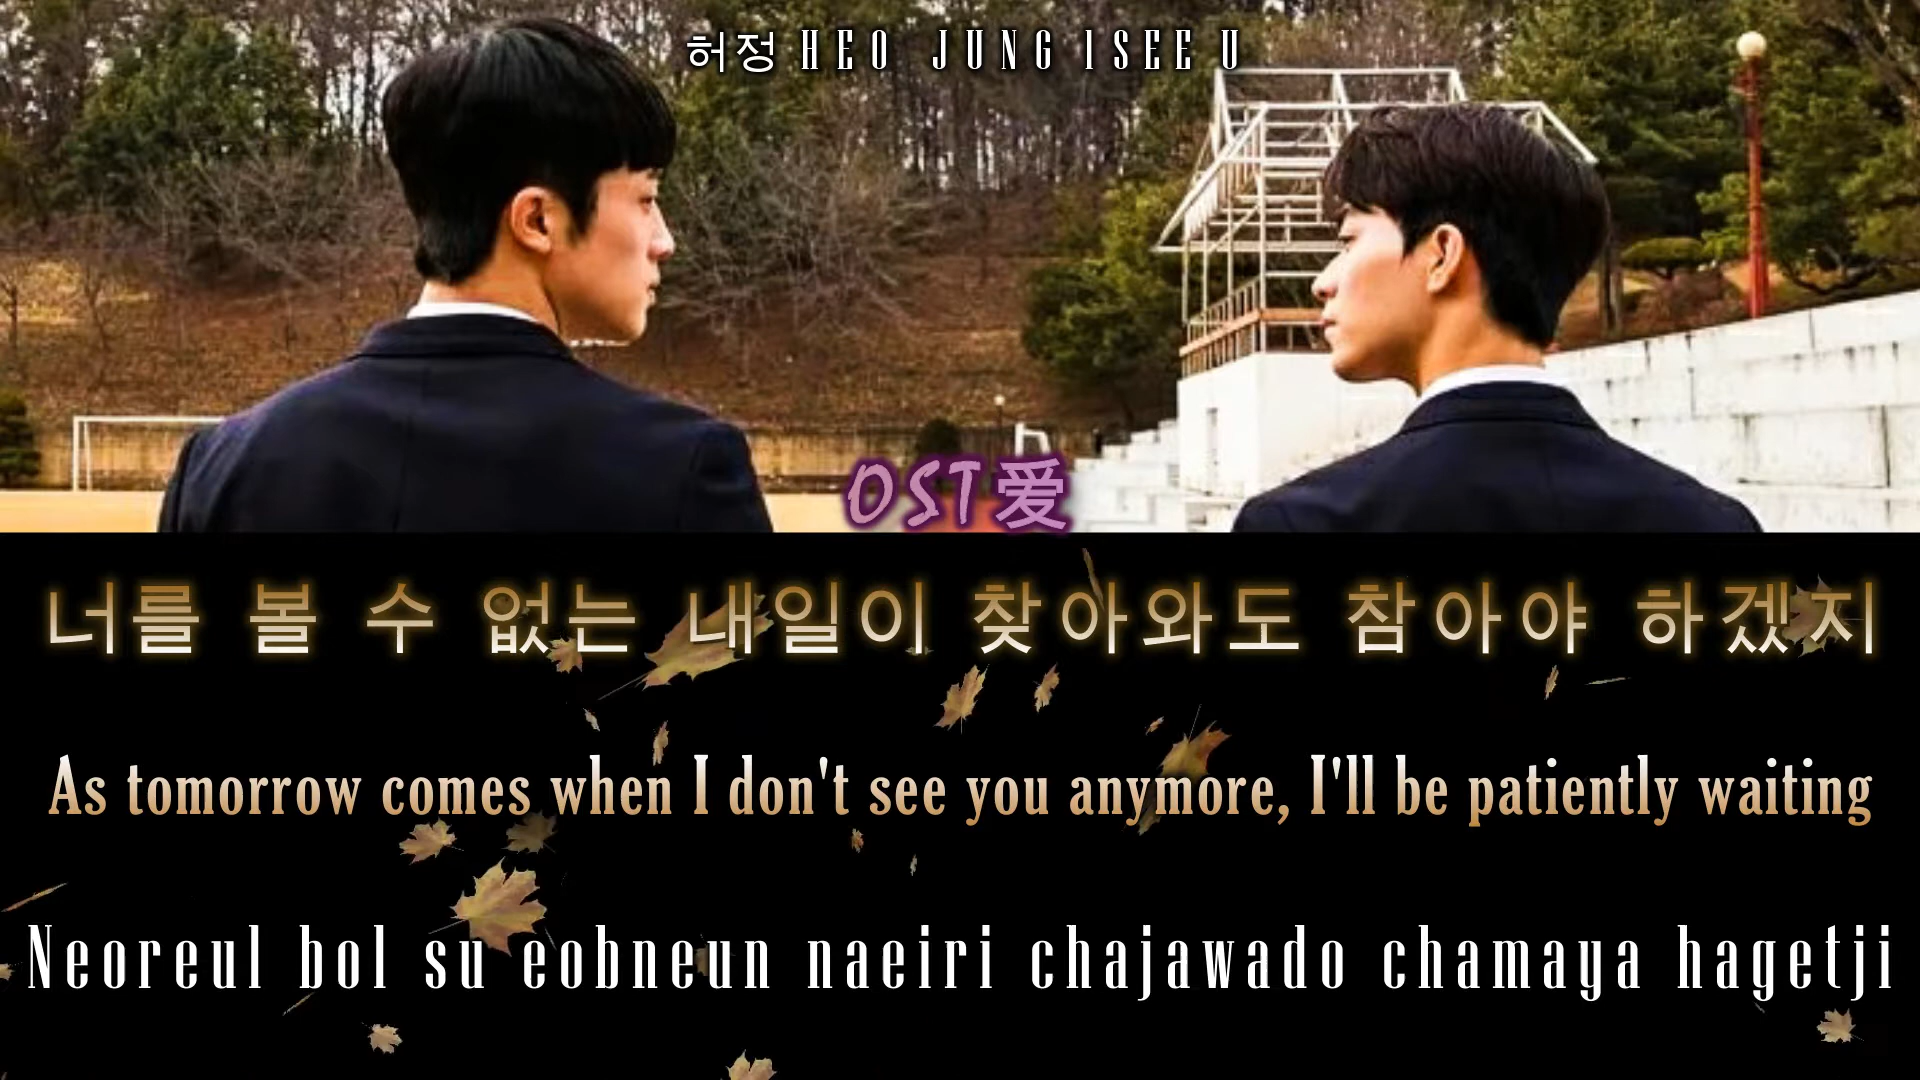 허정 HEO JUNG I SEE U
OST爱
너를 볼 수 없는 내일이 찾아와도 참아야 하겠지
As tomorrow comes when I don't see you anymore, I'll be patiently waiting
Neoreul bol su eobneun naeiri chajawado chamaya hagetji